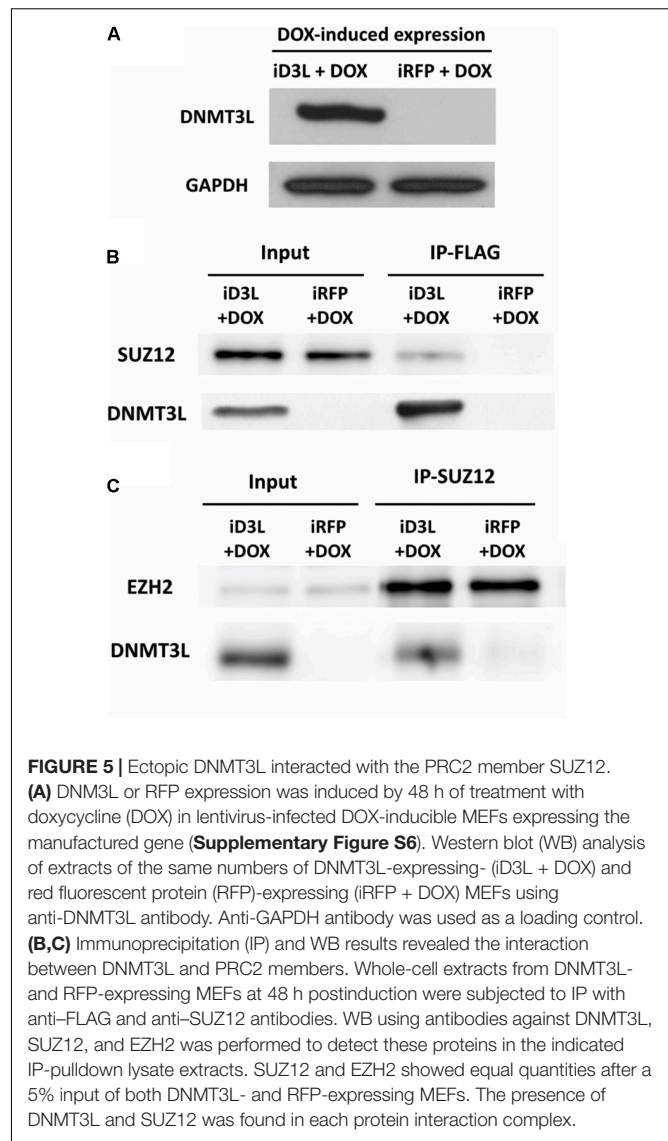 A
DOX-induced expression
iD3L + DOX iRFP + DOX
DNMT3L
GAPDH
B
Input IP-FLAG
iD3L +DOX iRFP +DOX iD3L +DOX iRFP +DOX
SUZ12
DNMT3L
C
Input IP-SUZ12
iD3L +DOX iRFP +DOX iD3L +DOX iRFP +DOX
EZH2
DNMT3L
FIGURE 5 | Ectopic DNMT3L interacted with the PRC2 member SUZ12.
(A) DNM3L or RFP expression was induced by 48 h of treatment with
doxycycline (DOX) in lentivirus-infected DOX-inducible MEFs expressing the
manufactured gene (Supplementary Figure S6). Western blot (WB) analysis
of extracts of the same numbers of DNMT3L-expressing- (iD3L + DOX) and
red fluorescent protein (RFP)-expressing (iRFP + DOX) MEFs using
anti-DNMT3L antibody. Anti-GAPDH antibody was used as a loading control.
(B,C) Immunoprecipitation (IP) and WB results revealed the interaction
between DNMT3L and PRC2 members. Whole-cell extracts from DNMT3L-
and RFP-expressing MEFs at 48 h postinduction were subjected to IP with
anti–FLAG and anti–SUZ12 antibodies. WB using antibodies against DNMT3L,
SUZ12, and EZH2 was performed to detect these proteins in the indicated
IP-pulldown lysate extracts. SUZ12 and EZH2 showed equal quantities after a
5% input of both DNMT3L- and RFP-expressing MEFs. The presence of
DNMT3L and SUZ12 was found in each protein interaction complex.